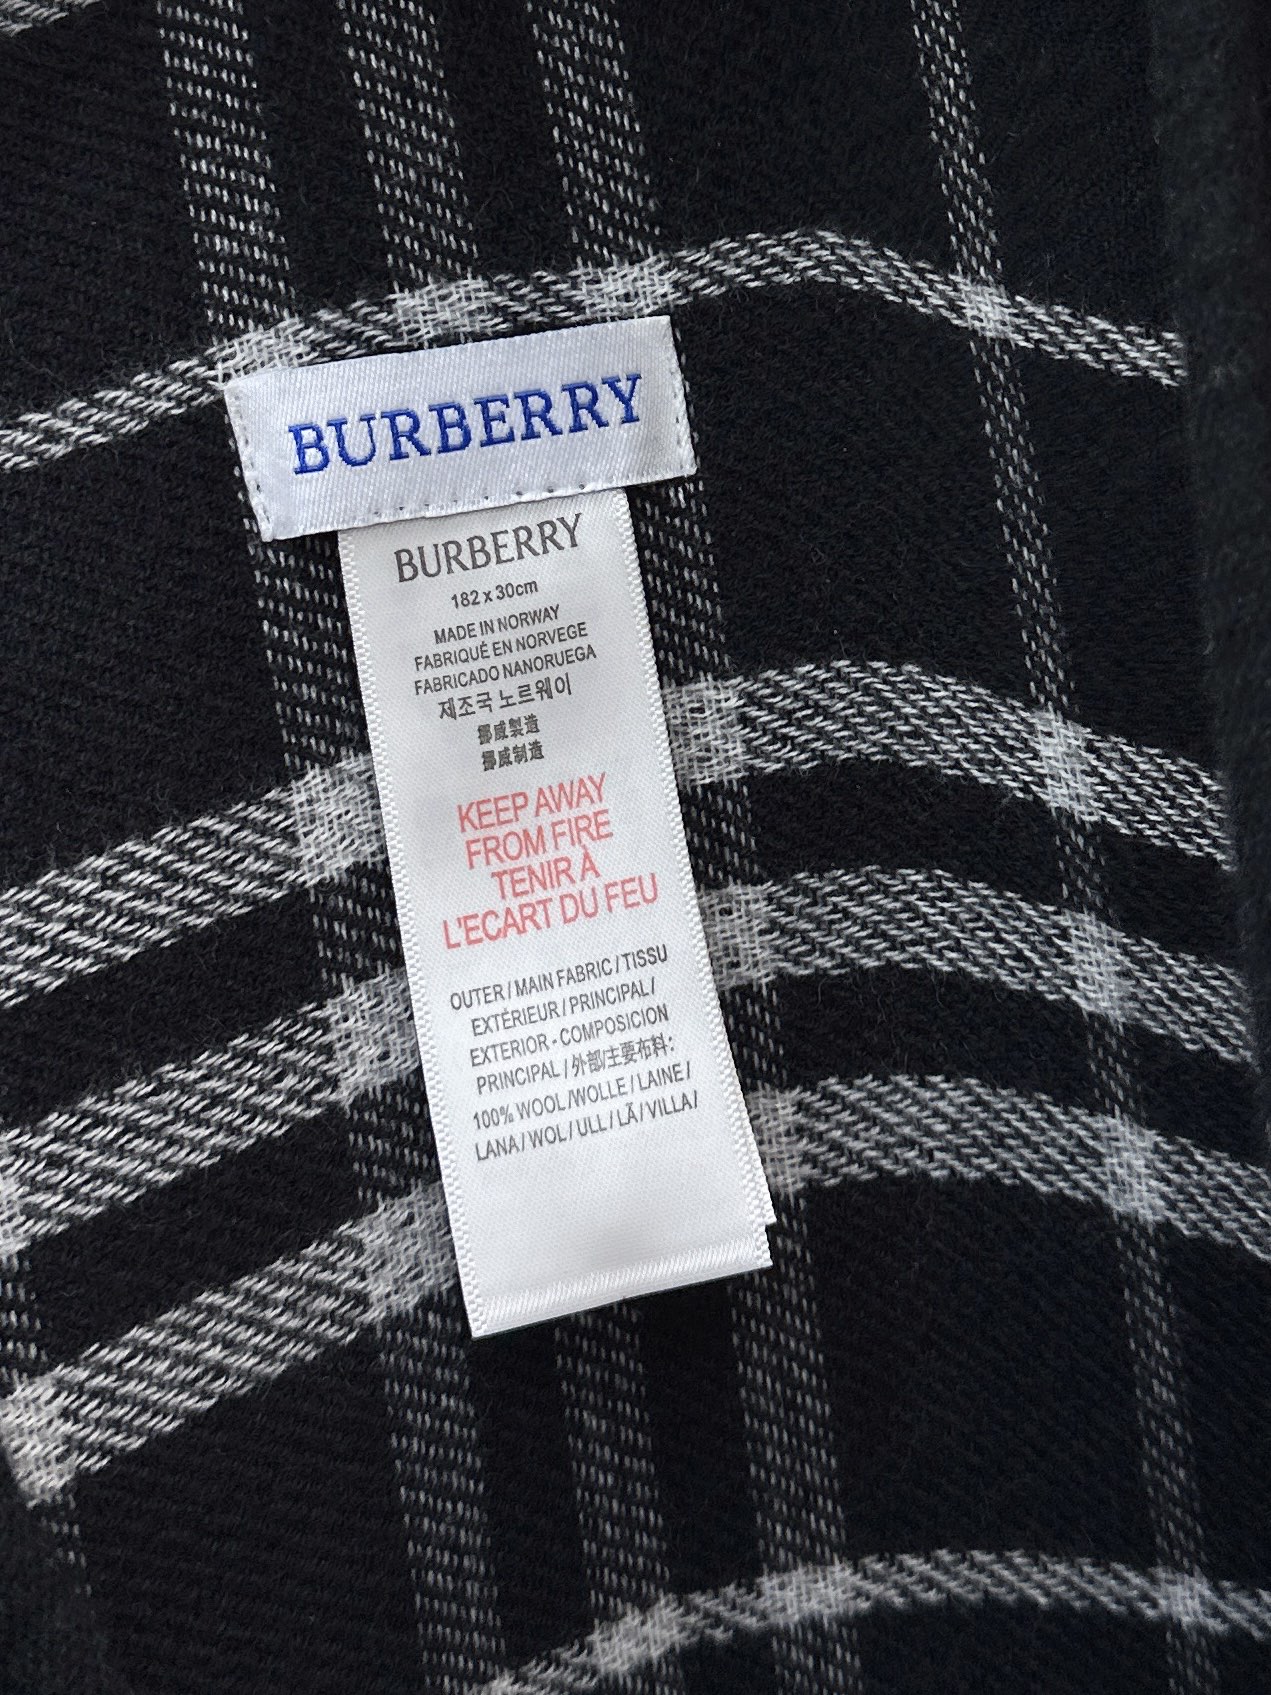 BURBERRY
BURBERRY
182 x 30cm
MADE IN NORWAY
FABRIQUÉ EN NORVEGE
FABRICADO NANORUEGA
제조국 노르웨이
挪威製造
挪威制造
KEEP AWAY
FROM FIRE
TENIR À
L'ECART DU FEU
OUTER / MAIN FABRIC / TISSU
EXTÉRIEUR / PRINCIPAL /
EXTERIOR - COMPOSICION
PRINCIPAL / 外部/主要布料:
100% WOOL /WOLLE / LAINE /
LANA / WOL / ULL / LÃ / VILLA /